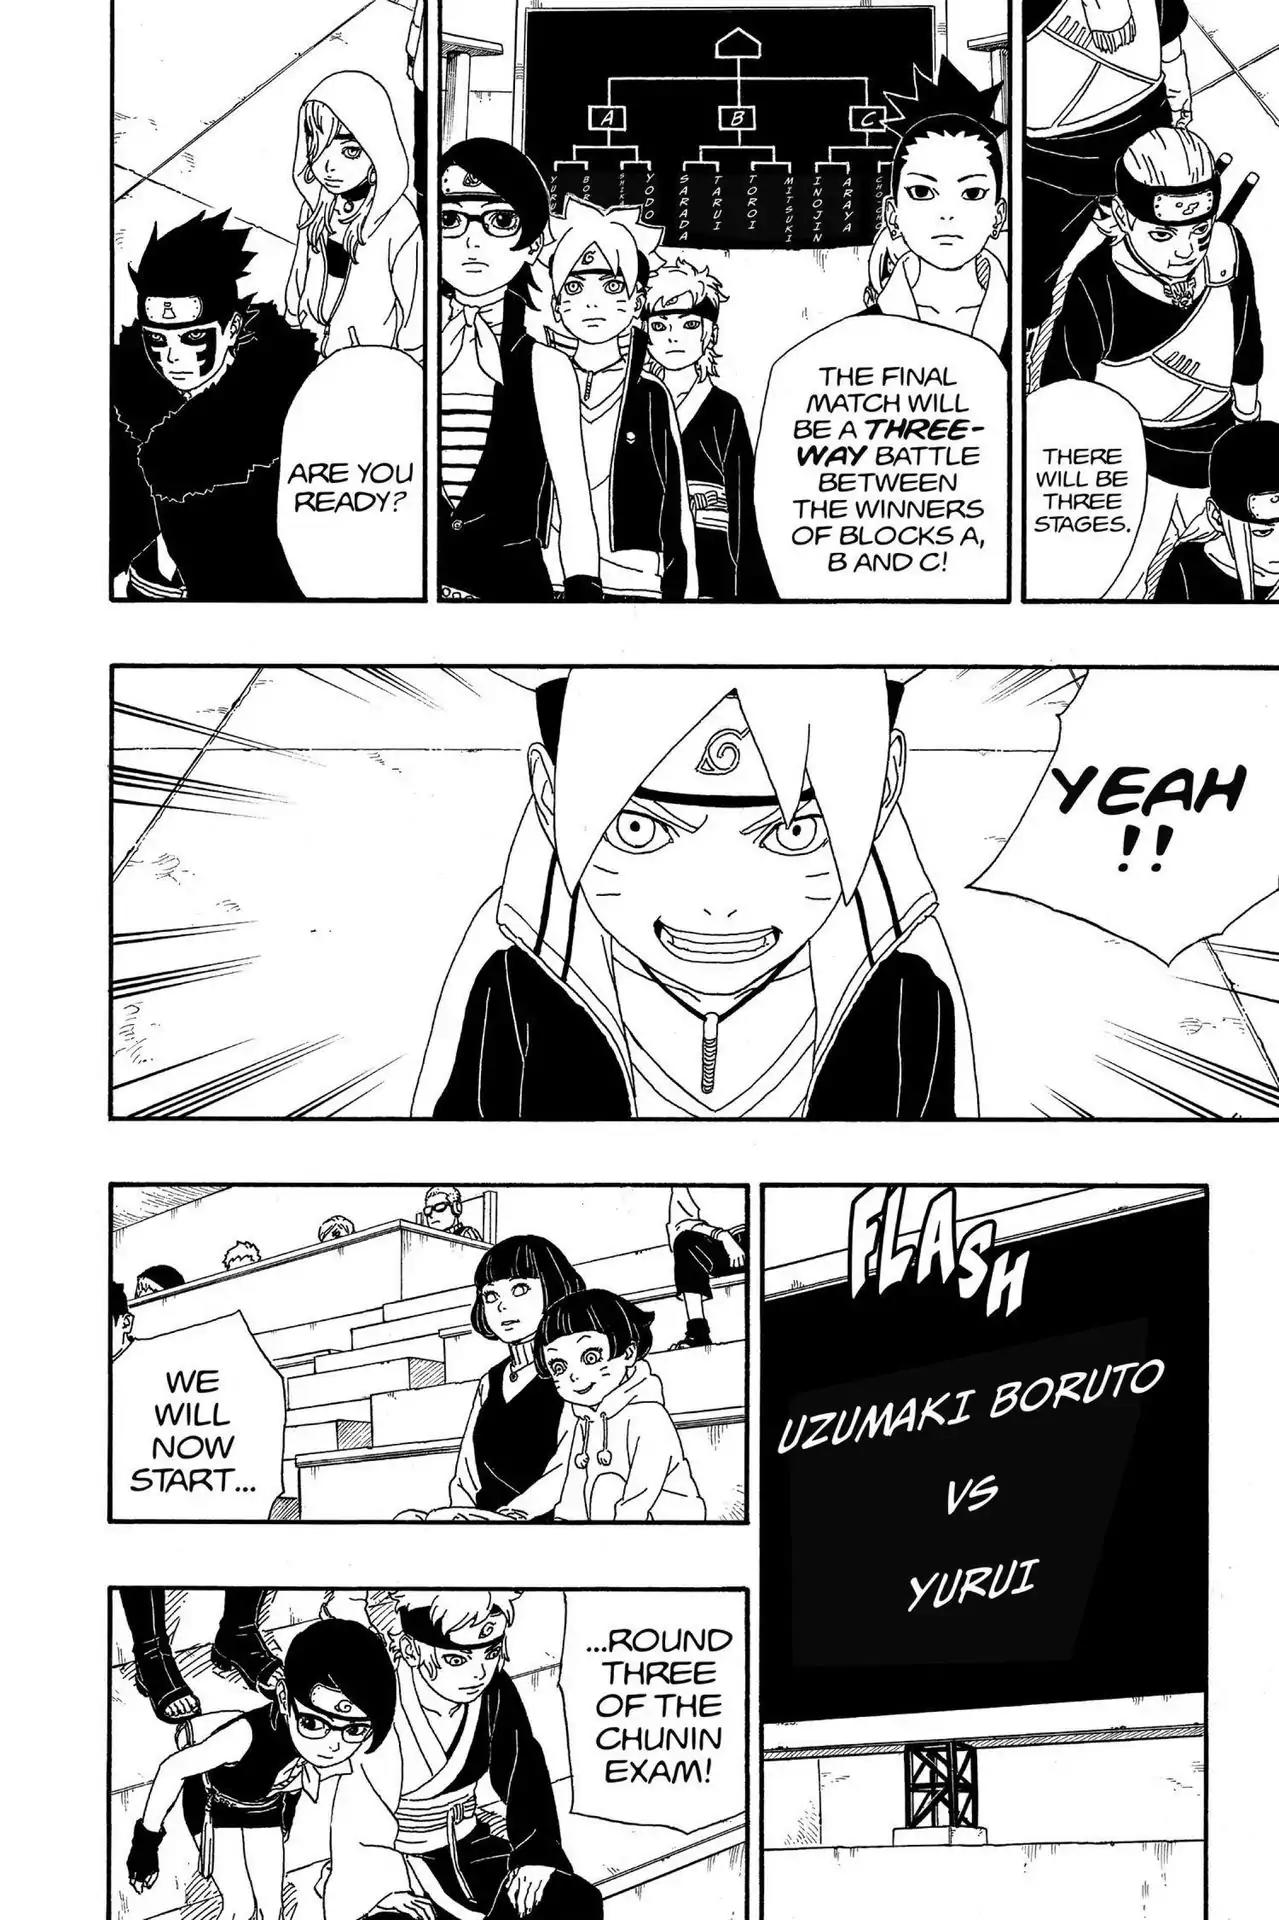 THERE
WILL BE
THREE
STAGES.
A
B
C
YODO
SARADA
TARUI
TOROI
MITSUKI
INOJIN
ARAYA
THE FINAL
MATCH WILL
BE A THREE-
WAY BATTLE
BETWEEN
THE WINNERS
OF BLOCKS A,
B AND C!
ARE YOU
READY?
YEAH
!!
FLASH
UZUMAKI BORUTO
VS
YURUI
WE
WILL
NOW
START...
...ROUND
THREE
OF THE
CHUNIN
EXAM!